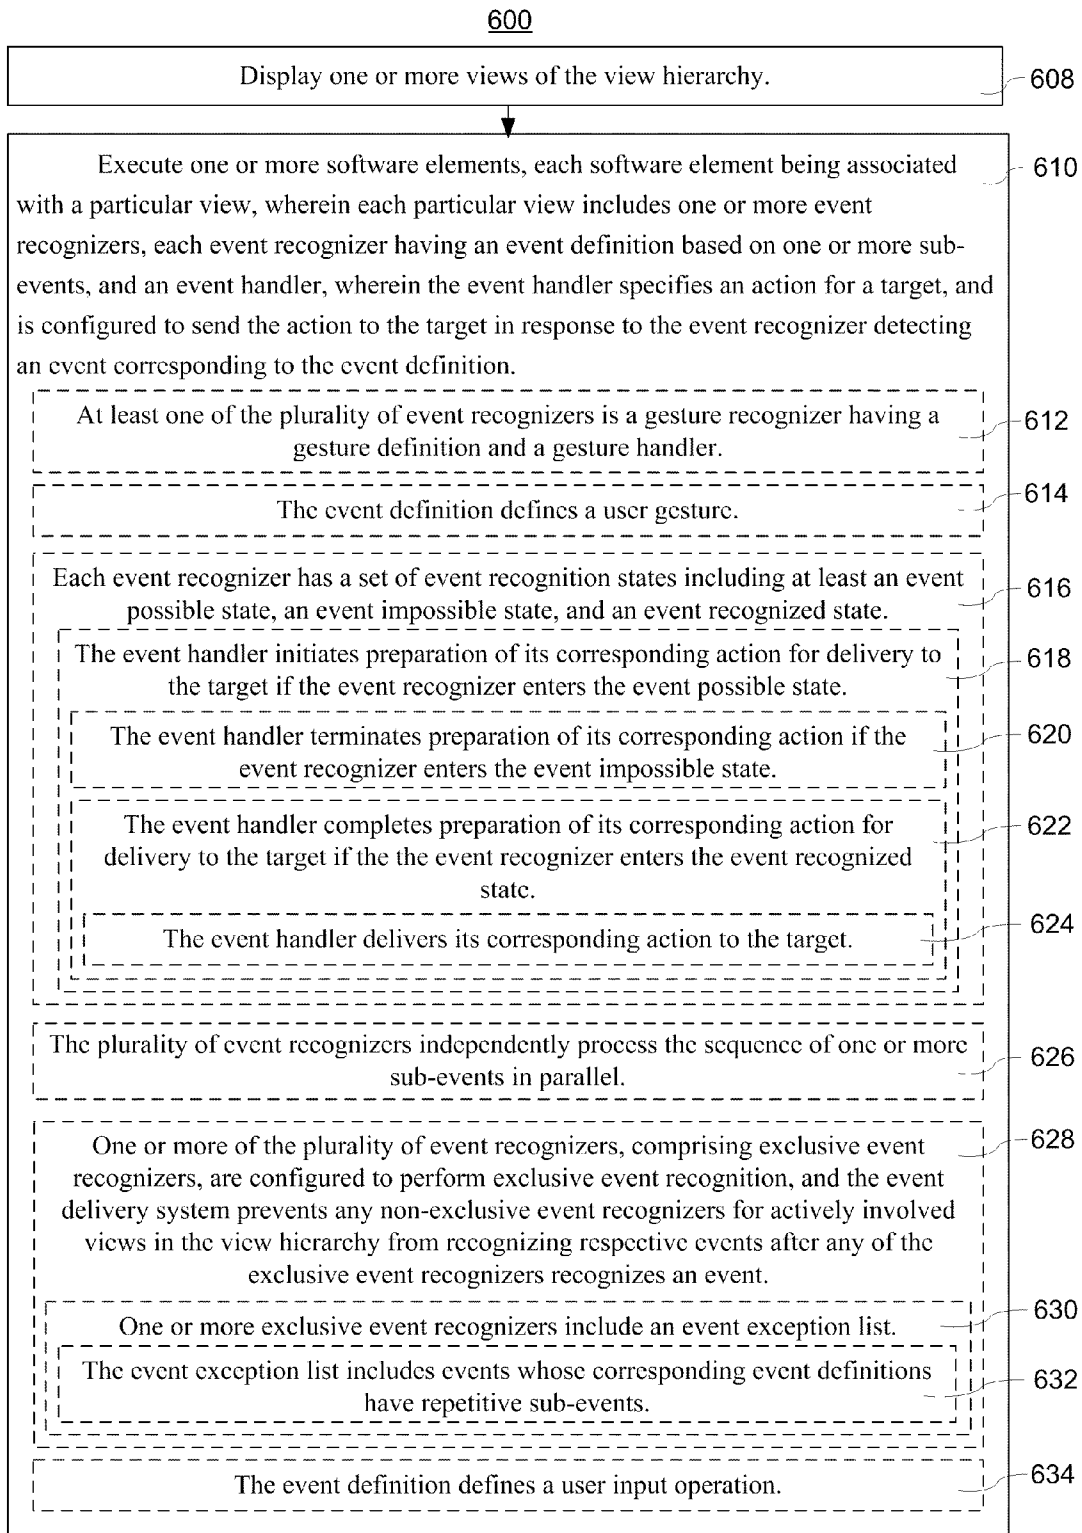 600
Display one or more views of the view hierarchy.
608
Execute one or more software elements, each software element being associated
610
with a particular view, wherein each particular view includes one or more event
recognizers, each event recognizer having an event definition based on one or more sub-
events, and an event handler, wherein the event handler specifies an action for a target, and
is configured to send the action to the target in response to the event recognizer detecting
an event corresponding to the event definition.
At least one of the plurality of event recognizers is a gesture recognizer having a
gesture definition and a gesture handler.
612
The event definition defines a user gesture.
614
Each event recognizer has a set of event recognition states including at least an event
possible state, an event impossible state, and an event recognized state.
616
The event handler initiates preparation of its corresponding action for delivery to
the target if the event recognizer enters the event possible state.
618
The event handler terminates preparation of its corresponding action if the
event recognizer enters the event impossible state.
620
The event handler completes preparation of its corresponding action for
delivery to the target if the the event recognizer enters the event recognized
state.
622
The event handler delivers its corresponding action to the target.
624
The plurality of event recognizers independently process the sequence of one or more
sub-events in parallel.
626
One or more of the plurality of event recognizers, comprising exclusive event
recognizers, are configured to perform exclusive event recognition, and the event
delivery system prevents any non-exclusive event recognizers for actively involved
views in the view hierarchy from recognizing respective events after any of the
exclusive event recognizers recognizes an event.
628
One or more exclusive event recognizers include an event exception list.
630
The event exception list includes events whose corresponding event definitions
have repetitive sub-events.
632
The event definition defines a user input operation.
634